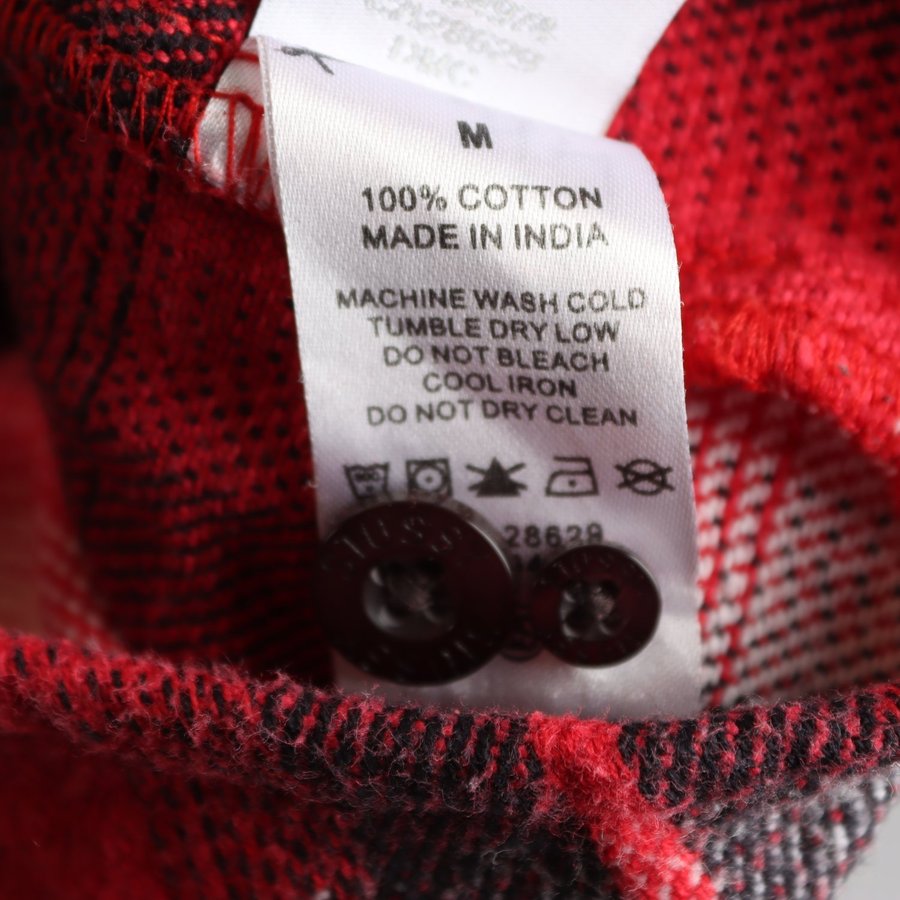 M
100% COTTON
MADE IN INDIA
MACHINE WASH COLD
TUMBLE DRY LOW
DO NOT BLEACH
COOL IRON
DO NOT DRY CLEAN
28629